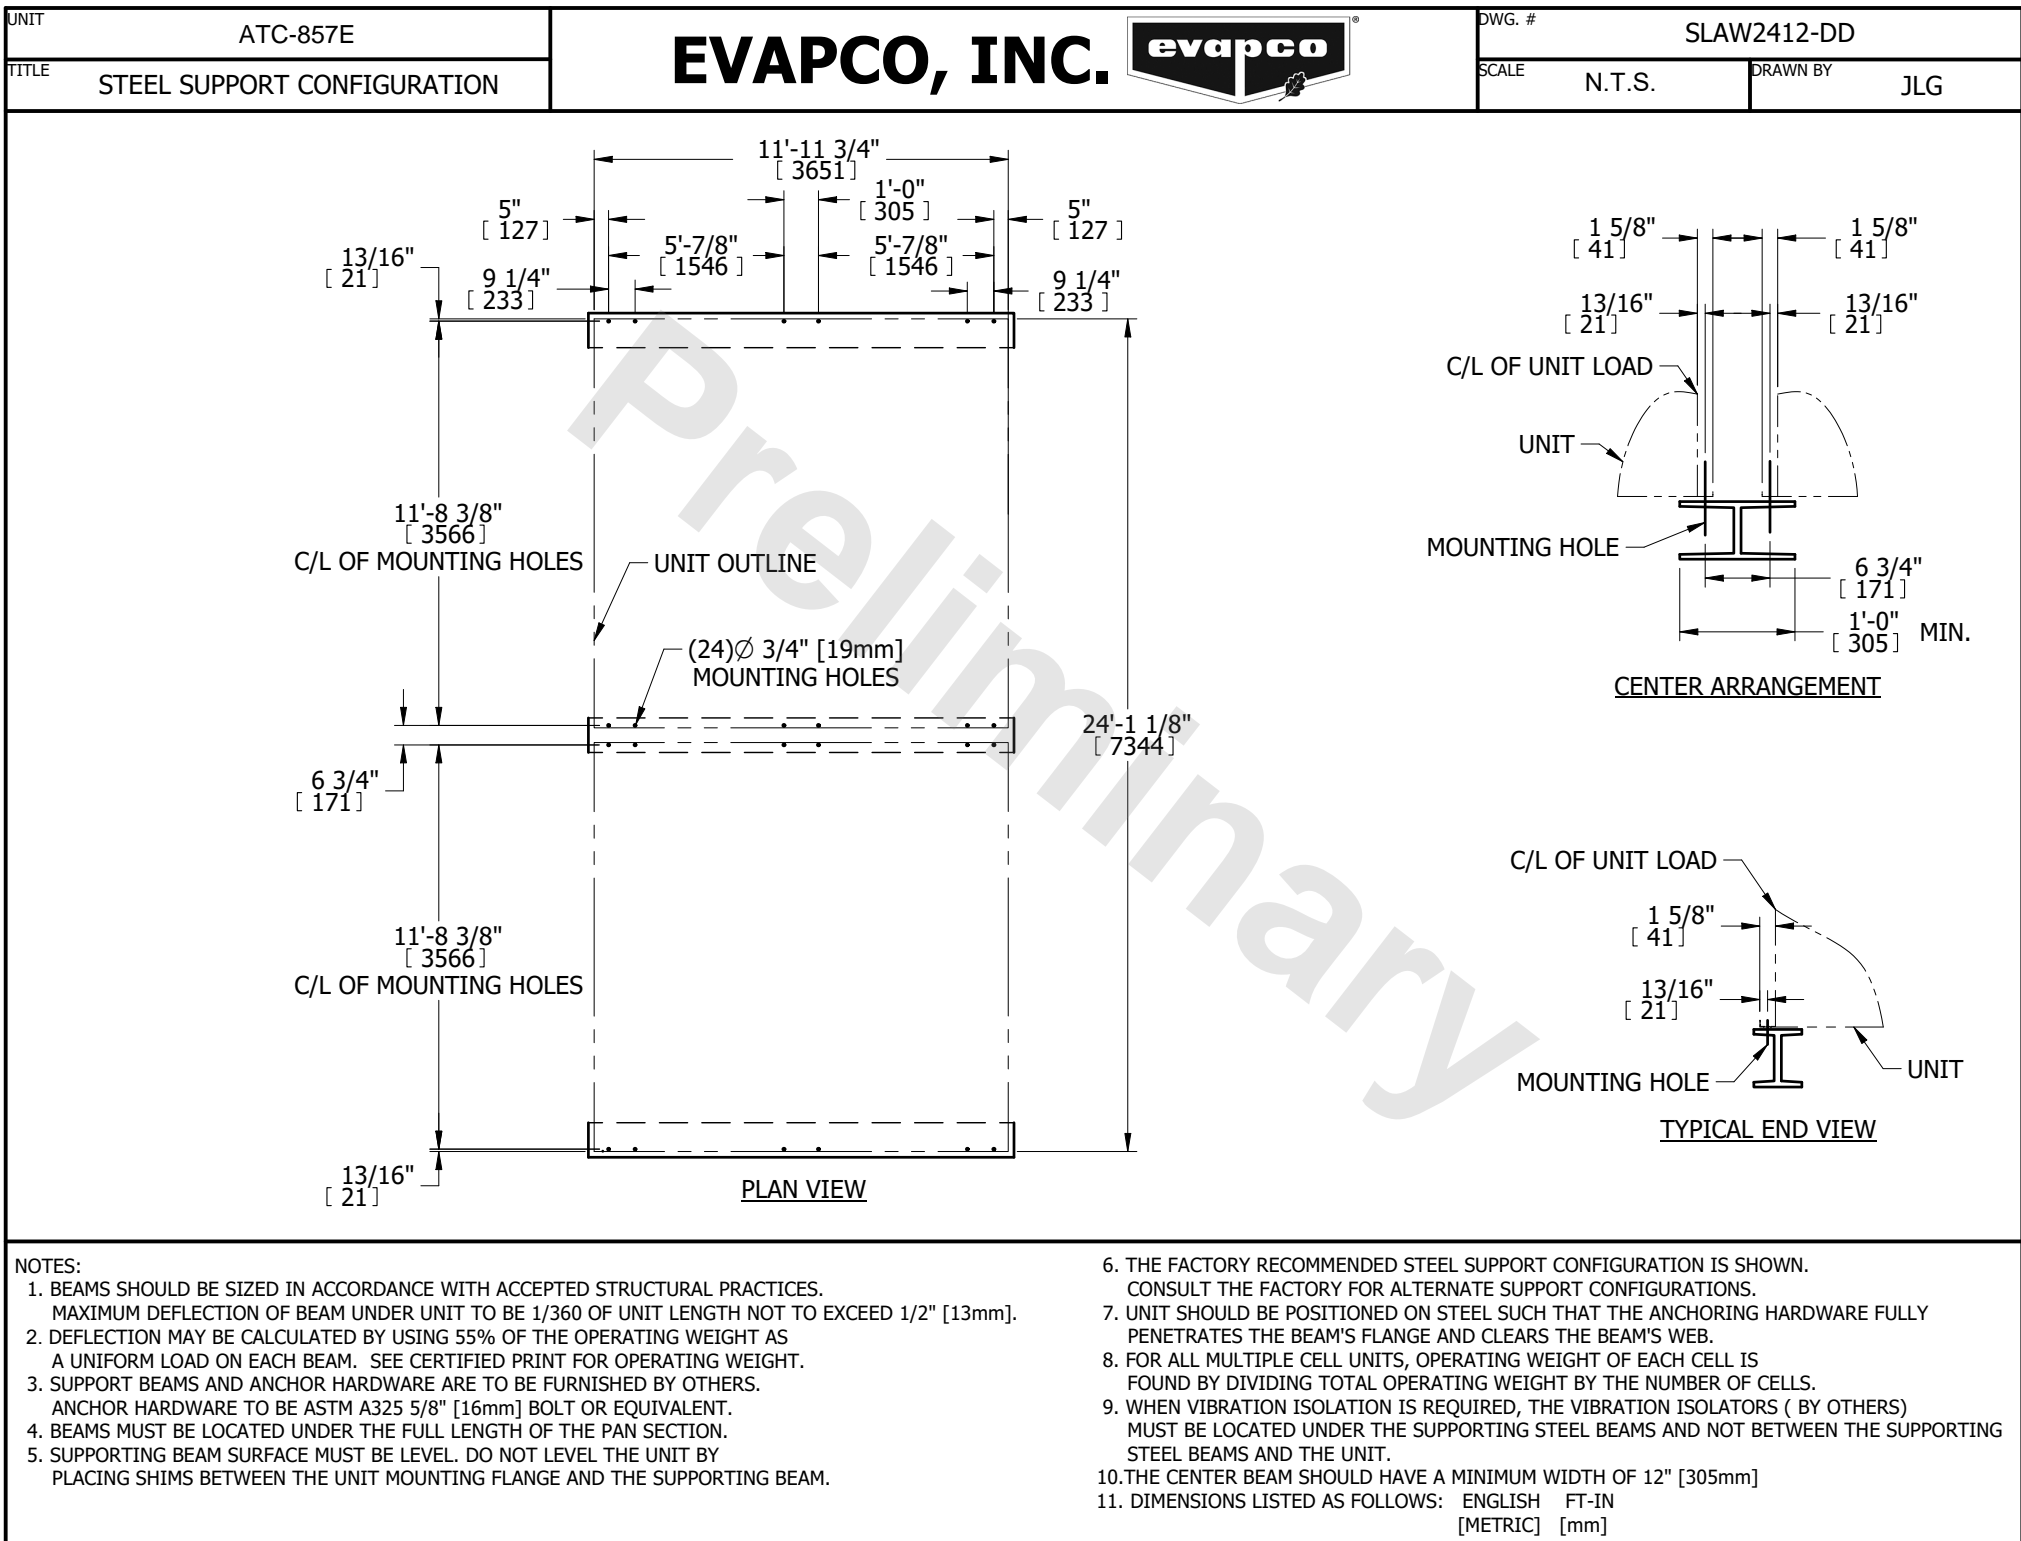 UNIT
ATC-857E
TITLE
STEEL SUPPORT CONFIGURATION
EVAPCO, INC.
evapco
®
DWG. #
SLAW2412-DD
SCALE
N.T.S.
DRAWN BY
JLG
11'-11 3/4"
[ 3651 ]
1'-0"
[ 305 ]
5"
[ 127 ]
5"
[ 127 ]
5'-7/8"
[ 1546 ]
5'-7/8"
[ 1546 ]
13/16"
[ 21 ]
9 1/4"
[ 233 ]
9 1/4"
[ 233 ]
11'-8 3/8"
[ 3566 ]
C/L OF MOUNTING HOLES
UNIT OUTLINE
(24)∅ 3/4" [19mm]
MOUNTING HOLES
24'-1 1/8"
[ 7344 ]
6 3/4"
[ 171 ]
11'-8 3/8"
[ 3566 ]
C/L OF MOUNTING HOLES
13/16"
[ 21 ]
PLAN VIEW
Preliminary
1 5/8"
[ 41 ]
1 5/8"
[ 41 ]
13/16"
[ 21 ]
13/16"
[ 21 ]
C/L OF UNIT LOAD
UNIT
MOUNTING HOLE
6 3/4"
[ 171 ]
1'-0"
[ 305 ] MIN.
CENTER ARRANGEMENT
C/L OF UNIT LOAD
1 5/8"
[ 41 ]
13/16"
[ 21 ]
MOUNTING HOLE
UNIT
TYPICAL END VIEW
NOTES:
1. BEAMS SHOULD BE SIZED IN ACCORDANCE WITH ACCEPTED STRUCTURAL PRACTICES.
MAXIMUM DEFLECTION OF BEAM UNDER UNIT TO BE 1/360 OF UNIT LENGTH NOT TO EXCEED 1/2" [13mm].
2. DEFLECTION MAY BE CALCULATED BY USING 55% OF THE OPERATING WEIGHT AS
A UNIFORM LOAD ON EACH BEAM. SEE CERTIFIED PRINT FOR OPERATING WEIGHT.
3. SUPPORT BEAMS AND ANCHOR HARDWARE ARE TO BE FURNISHED BY OTHERS.
ANCHOR HARDWARE TO BE ASTM A325 5/8" [16mm] BOLT OR EQUIVALENT.
4. BEAMS MUST BE LOCATED UNDER THE FULL LENGTH OF THE PAN SECTION.
5. SUPPORTING BEAM SURFACE MUST BE LEVEL. DO NOT LEVEL THE UNIT BY
PLACING SHIMS BETWEEN THE UNIT MOUNTING FLANGE AND THE SUPPORTING BEAM.
6. THE FACTORY RECOMMENDED STEEL SUPPORT CONFIGURATION IS SHOWN.
CONSULT THE FACTORY FOR ALTERNATE SUPPORT CONFIGURATIONS.
7. UNIT SHOULD BE POSITIONED ON STEEL SUCH THAT THE ANCHORING HARDWARE FULLY
PENETRATES THE BEAM'S FLANGE AND CLEARS THE BEAM'S WEB.
8. FOR ALL MULTIPLE CELL UNITS, OPERATING WEIGHT OF EACH CELL IS
FOUND BY DIVIDING TOTAL OPERATING WEIGHT BY THE NUMBER OF CELLS.
9. WHEN VIBRATION ISOLATION IS REQUIRED, THE VIBRATION ISOLATORS ( BY OTHERS)
MUST BE LOCATED UNDER THE SUPPORTING STEEL BEAMS AND NOT BETWEEN THE SUPPORTING
STEEL BEAMS AND THE UNIT.
10.THE CENTER BEAM SHOULD HAVE A MINIMUM WIDTH OF 12" [305mm]
11. DIMENSIONS LISTED AS FOLLOWS: ENGLISH FT-IN
[METRIC] [mm]